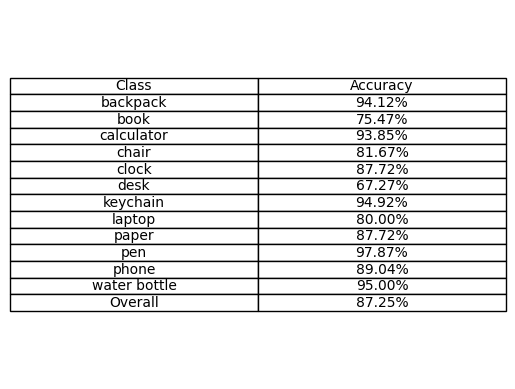 Class Accuracy
backpack 94.12%
book 75.47%
calculator 93.85%
chair 81.67%
clock 87.72%
desk 67.27%
keychain 94.92%
laptop 80.00%
paper 87.72%
pen 97.87%
phone 89.04%
water bottle 95.00%
Overall 87.25%